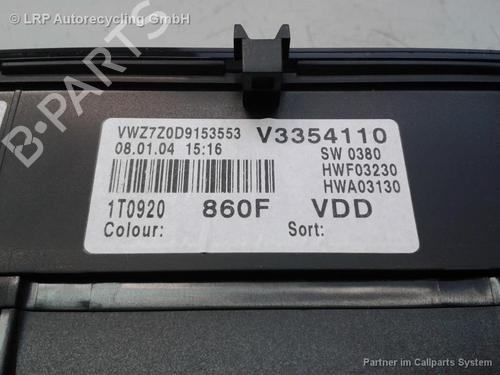 © LRP Autorecycling GmbH
VWZ7Z0D9153553 V3354110
08.01.04 15:16 SW 0380
HWF03230
HWA03130
1T0920 860F VDD
Colour: Sort:
Partner im Callparts System